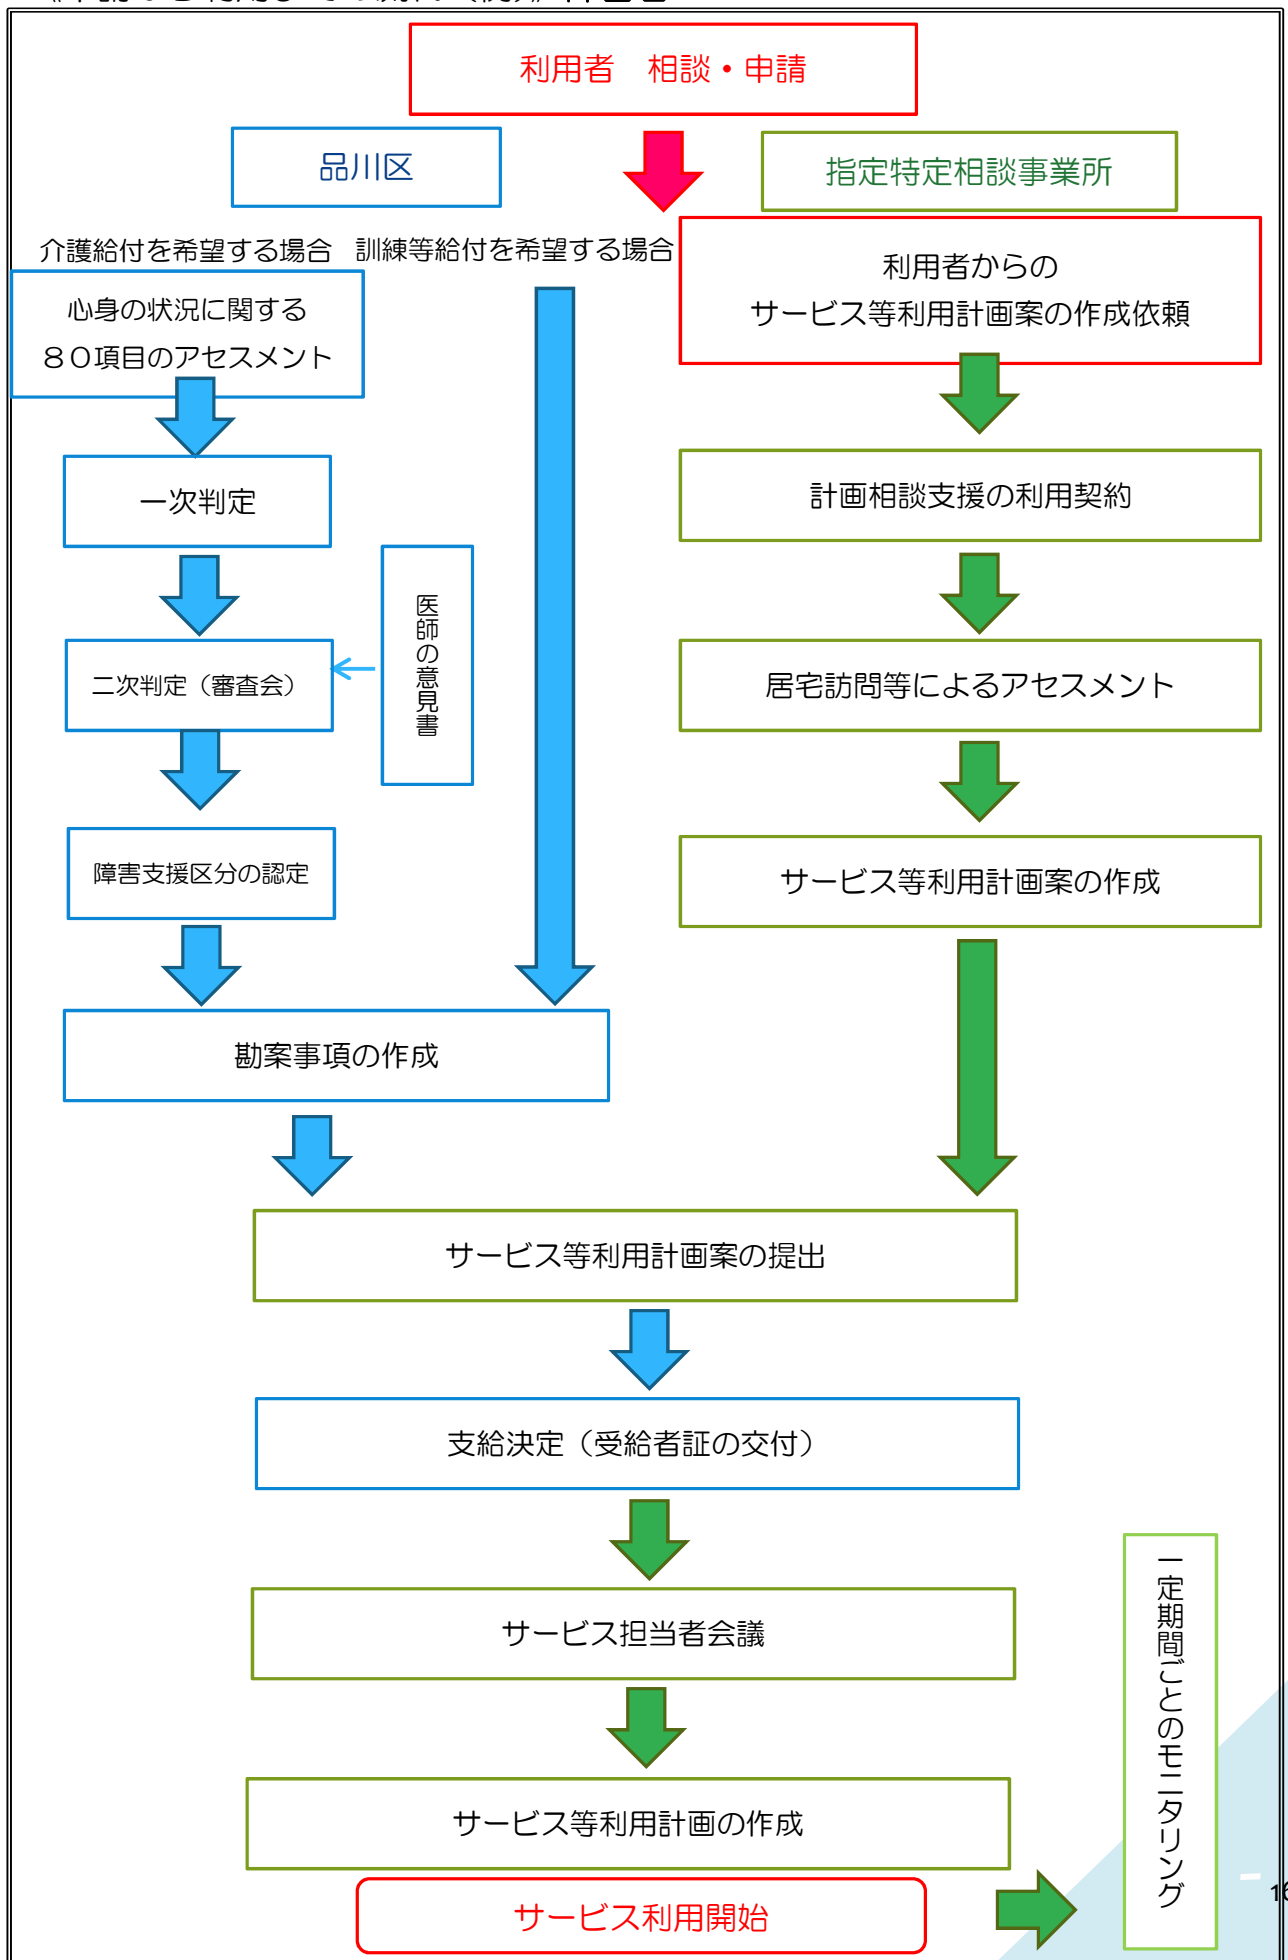 利用者　相談・申請
品川区
指定特定相談事業所
介護給付を希望する場合
訓練等給付を希望する場合
心身の状況に関する
８０項目のアセスメント
利用者からの
サービス等利用計画案の作成依頼
一次判定
計画相談支援の利用契約
医師の意見書
二次判定（審査会）
居宅訪問等によるアセスメント
障害支援区分の認定
サービス等利用計画案の作成
勘案事項の作成
サービス等利用計画案の提出
支給決定（受給者証の交付）
サービス担当者会議
サービス等利用計画の作成
サービス利用開始
一定期間ごとのモニタリング